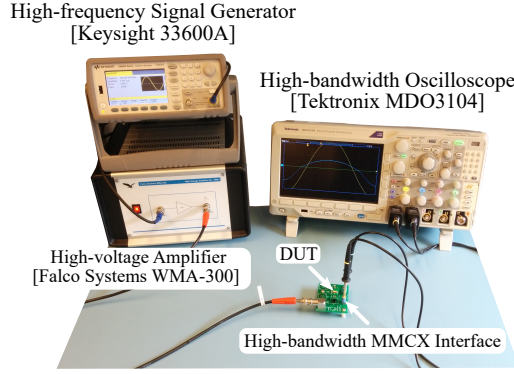 High-frequency Signal Generator
[Keysight 33600A]
High-bandwidth Oscilloscope
[Tektronix MDO3104]
High-voltage Amplifier
[Falco Systems WMA-300]
DUT
High-bandwidth MMCX Interface